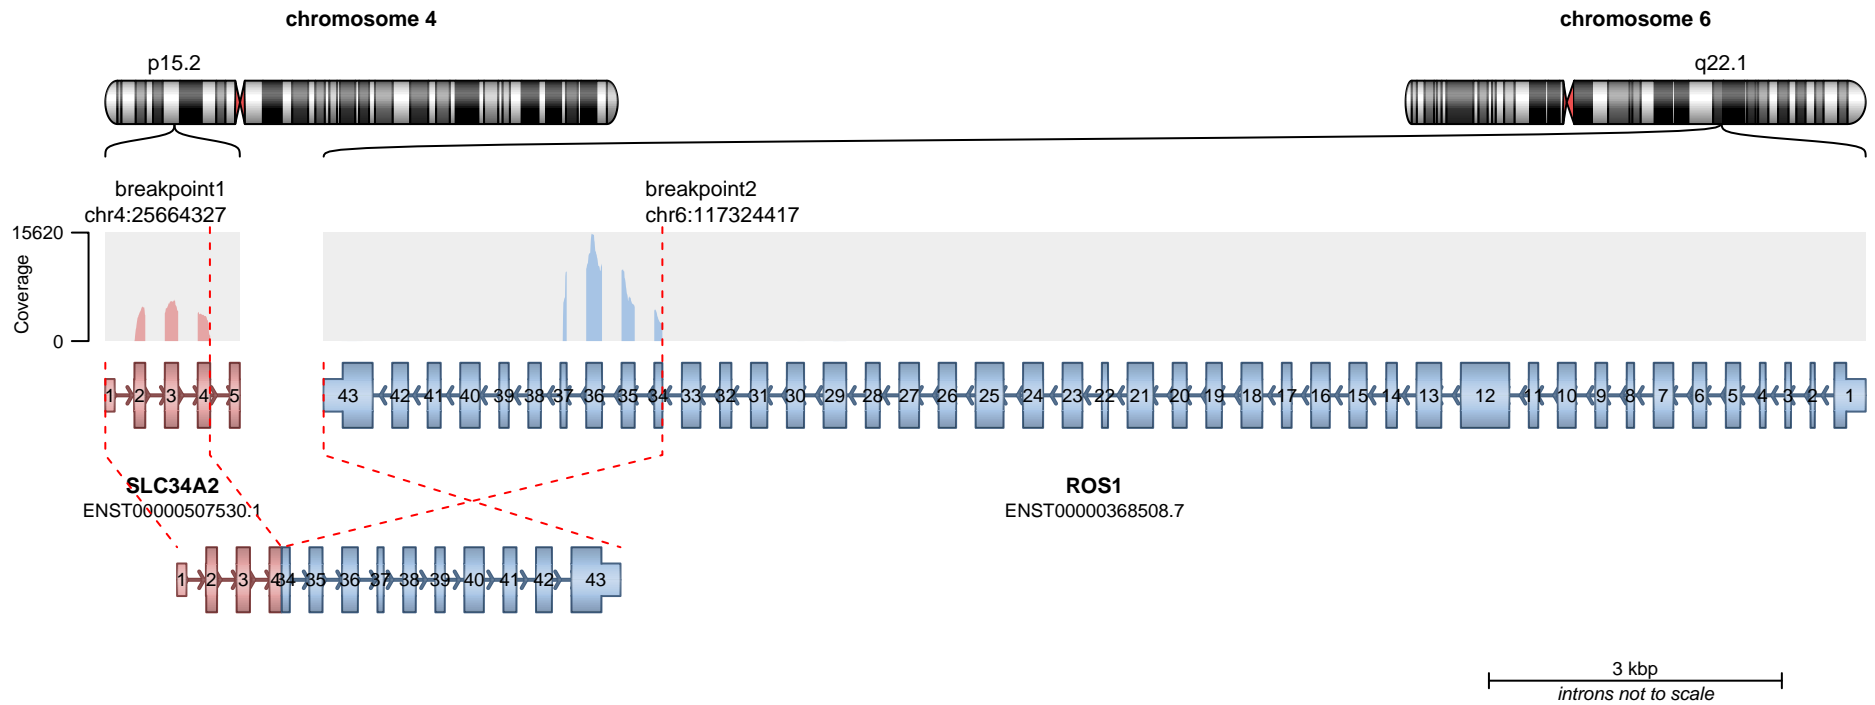 chromosome 4
chromosome 6
p15.2
q22.1
breakpoint1
chr4:25664327
breakpoint2
chr6:117324417
15620
Coverage
0
1 2 3 4 5
43 42 41 40 39 38 37 36 35 34 33 32 31 30 29 28 27 26 25 24 23 22 21 20 19 18 17 16 15 14 13 12 11 10 9 8 7 6 5 4 3 2 1
SLC34A2
ENST00000507530.1
ROS1
ENST00000368508.7
1 2 3 4 34 35 36 37 38 39 40 41 42 43
3 kbp
introns not to scale